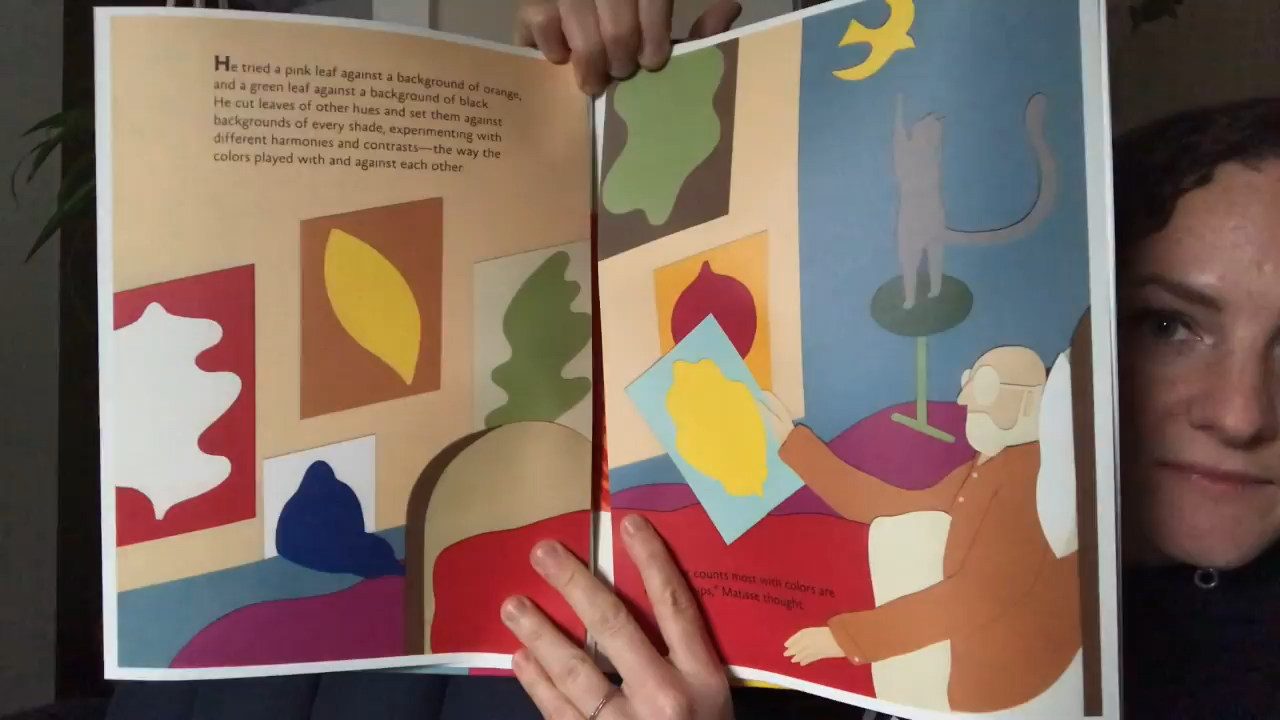 He tried a pink leaf against a background of orange,
and a green leaf against a background of black
He cut leaves of other hues and set them against
backgrounds of every shade, experimenting with
different harmonies and contrasts—the way the
colors played with and against each other
counts most with colors are
Matisse thought